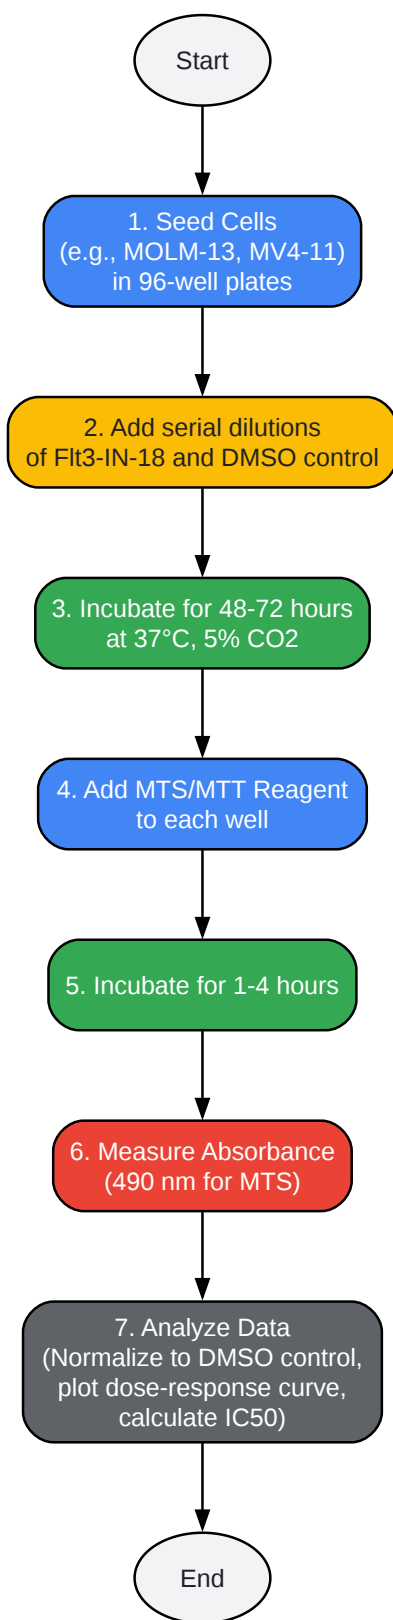 Start
1. Seed Cells
(e.g., MOLM-13, MV4-11)
in 96-well plates
2. Add serial dilutions
of Flt3-IN-18 and DMSO control
3. Incubate for 48-72 hours
at 37°C, 5% CO2
4. Add MTS/MTT Reagent
to each well
5. Incubate for 1-4 hours
6. Measure Absorbance
(490 nm for MTS)
7. Analyze Data
(Normalize to DMSO control,
plot dose-response curve,
calculate IC50)
End